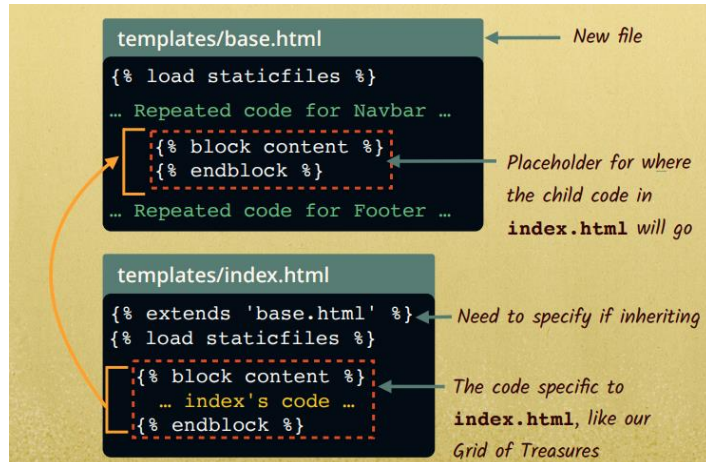 templates/base.html
New file
{% load staticfiles %}
… Repeated code for Navbar …
{% block content %}
{% endblock %}
Placeholder for where
the child code in
index.html will go
… Repeated code for Footer …
templates/index.html
{% extends 'base.html' %}
Need to specify if inheriting
{% load staticfiles %}
{% block content %}
… index's code …
{% endblock %}
The code specific to
index.html, like our
Grid of Treasures